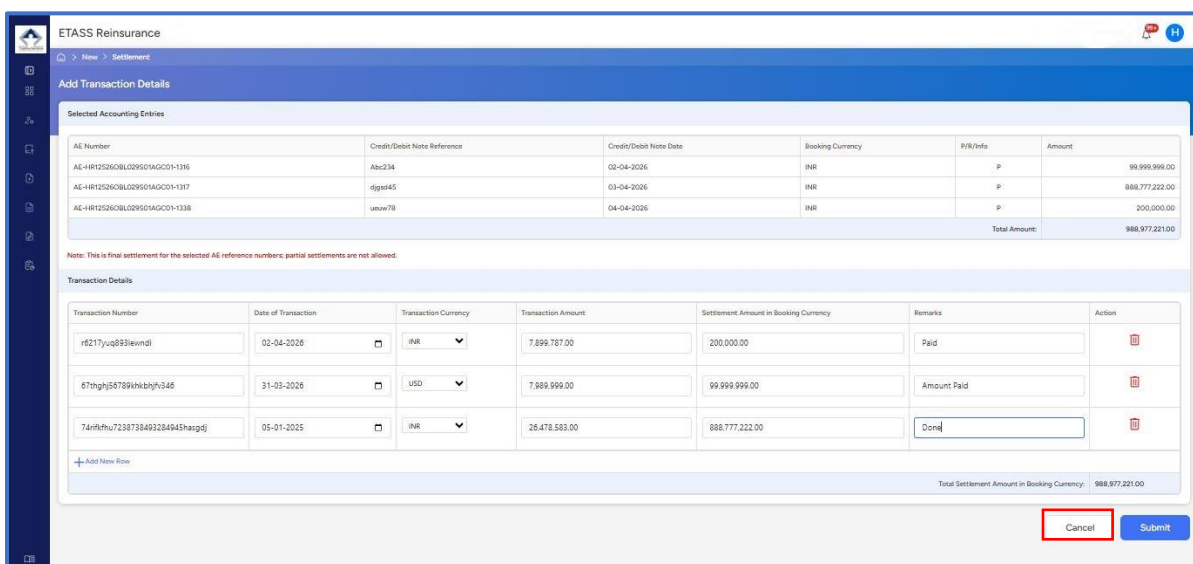 ETASS Reinsurance
99+
H
> New > Settlement
Add Transaction Details
Selected Accounting Entries
AE Number Credit/Debit Note Reference Credit/Debit Note Date Booking Currency P/R/Info Amount
AE-HR12526OBL029S01AGC01-1316 Abc234 02-04-2026 INR P 99,999,999.00
AE-HR12526OBL029S01AGC01-1317 djgsd45 03-04-2026 INR P 888,777,222.00
AE-HR12526OBL029S01AGC01-1338 ueuw78 04-04-2026 INR P 200,000.00
Total Amount: 988,977,221.00
Note: This is final settlement for the selected AE reference numbers; partial settlements are not allowed.
Transaction Details
Transaction Number Date of Transaction Transaction Currency Transaction Amount Settlement Amount in Booking Currency Remarks Action
r6217yuq893iewndi 02-04-2026 INR 7,899,787.00 200,000.00 Paid
67thghj56789khkbhjfv346 31-03-2026 USD 7,989,999.00 99,999,999.00 Amount Paid
74rifkfhu7238738493284945hasgdj 05-01-2025 INR 26,478,583.00 888,777,222.00 Done
+Add New Row
Total Settlement Amount in Booking Currency: 988,977,221.00
Cancel Submit